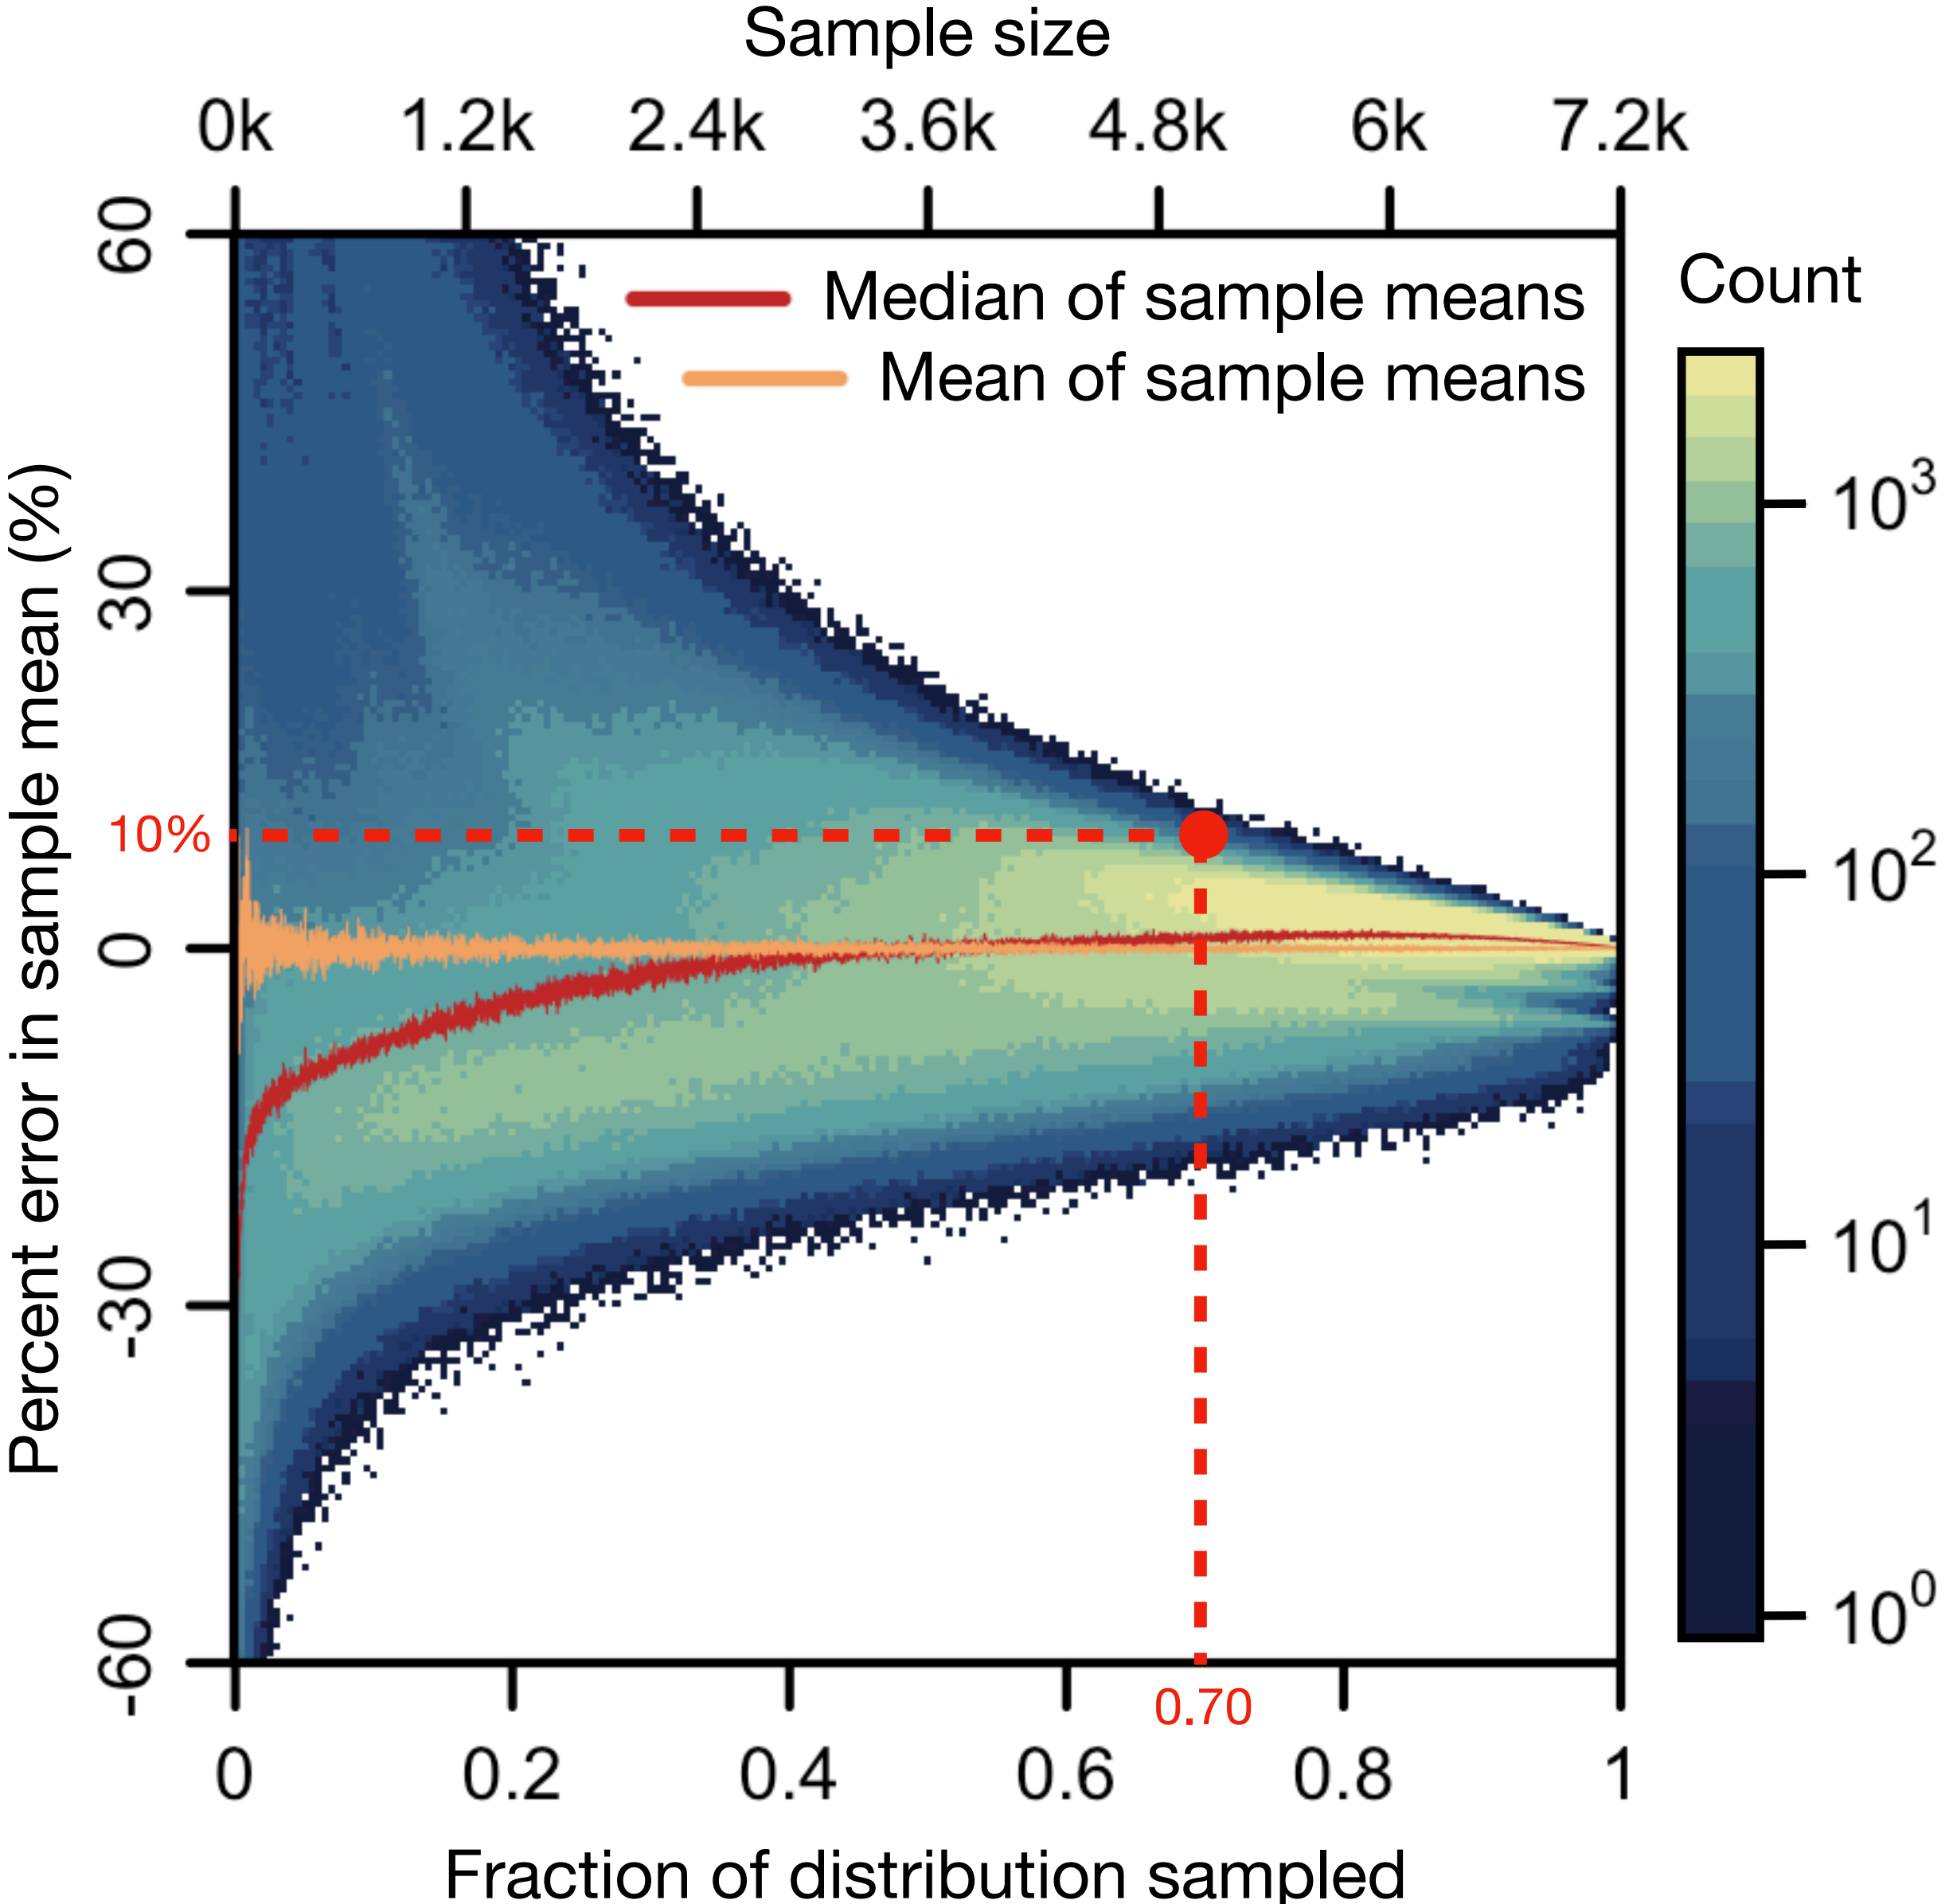 Sample size
0k 1.2k 2.4k 3.6k 4.8k 6k 7.2k
Median of sample means
Mean of sample means
Count
10³
10²
10¹
10⁰
Percent error in sample mean (%)
60
30
10%
0
-30
-60
0.70
0 0.2 0.4 0.6 0.8 1
Fraction of distribution sampled